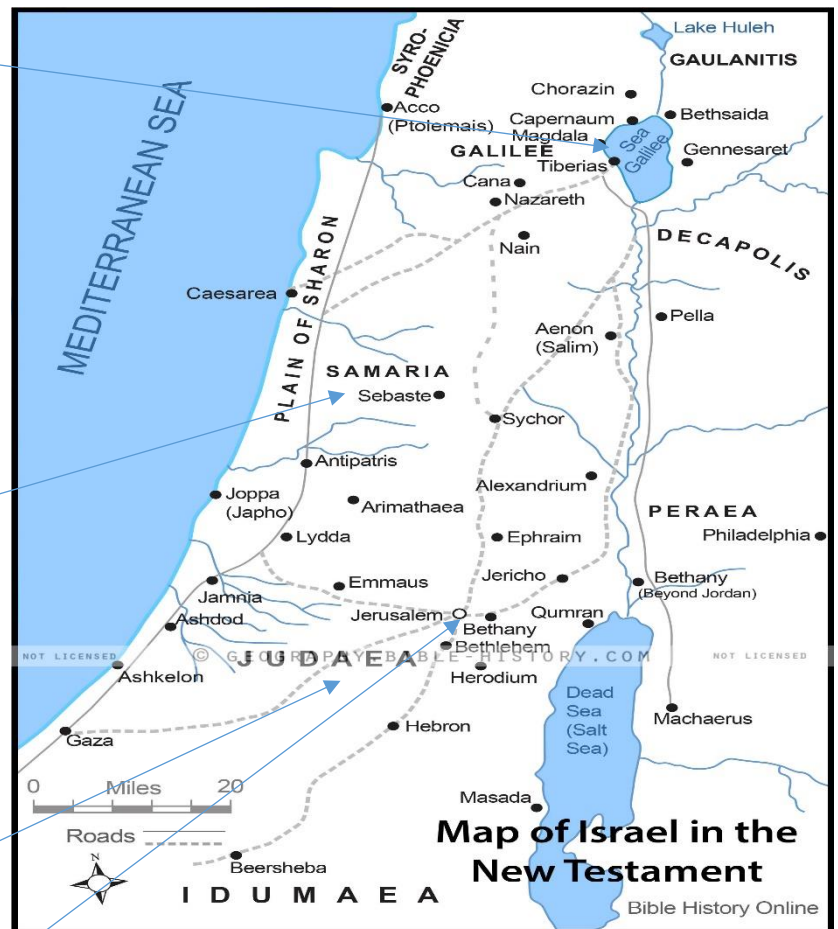 Lake Huleh
GAULANITIS
SYRO-
PHOENICIA
Chorazin
Acco
(Ptolemais)
Capernaum
Bethsaida
Magdala
Sea
Galilee
GALILEE
Tiberias
Gennesaret
Cana
Nazareth
Nain
DECAPOLIS
MEDITERRANEAN SEA
PLAIN OF SHARON
Caesarea
Aenon
(Salim)
Pella
SAMARIA
Sebaste
Sychor
Antipatris
Alexandrium
Joppa
(Japho)
Arimathaea
PERAEA
Lydda
Ephraim
Philadelphia
Emmaus
Jericho
Jamnia
Bethany
(Beyond Jordan)
Ashdod
Jerusalem
Bethany
Qumran
Bethlehem
NOT LICENSED
© GEOGRAPHY.BIBLE-HISTORY.COM
NOT LICENSED
JUDAEA
Ashkelon
Herodium
Dead
Sea
(Salt
Sea)
Machaerus
Gaza
Hebron
0 Miles 20
Masada
Roads
Map of Israel in the
New Testament
N
Beersheba
IDUMAEA
Bible History Online